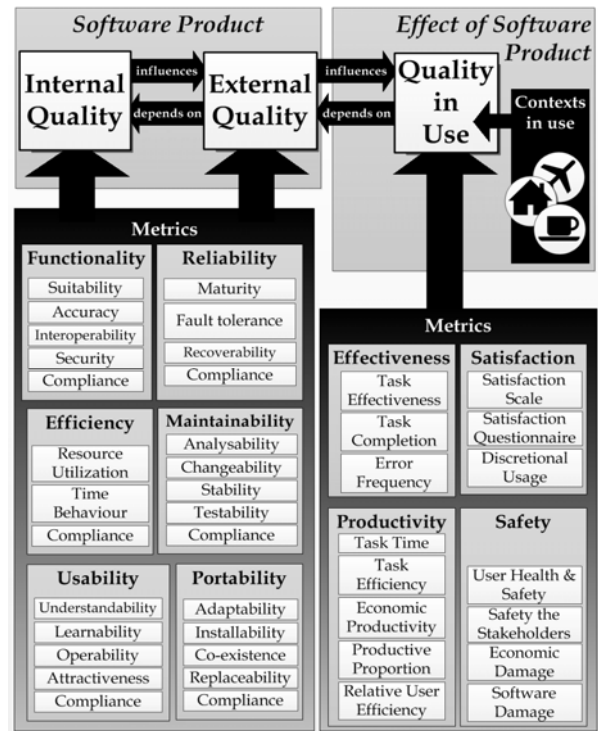 Software Product
Effect of Software
Product
Internal
Quality
influences
depends on
External
Quality
influences
depends on
Quality
in
Use
Contexts
in use
Metrics
Functionality
Suitability
Accuracy
Interoperability
Security
Compliance
Reliability
Maturity
Fault tolerance
Recoverability
Compliance
Efficiency
Resource
Utilization
Time
Behaviour
Compliance
Maintainability
Analysability
Changeability
Stability
Testability
Compliance
Usability
Understandability
Learnability
Operability
Attractiveness
Compliance
Portability
Adaptability
Installability
Co-existence
Replaceability
Compliance
Metrics
Effectiveness
Task
Effectiveness
Task
Completion
Error
Frequency
Satisfaction
Satisfaction
Scale
Satisfaction
Questionnaire
Discretional
Usage
Productivity
Task Time
Task
Efficiency
Economic
Productivity
Productive
Proportion
Relative User
Efficiency
Safety
User Health &
Safety
Safety the
Stakeholders
Economic
Damage
Software
Damage